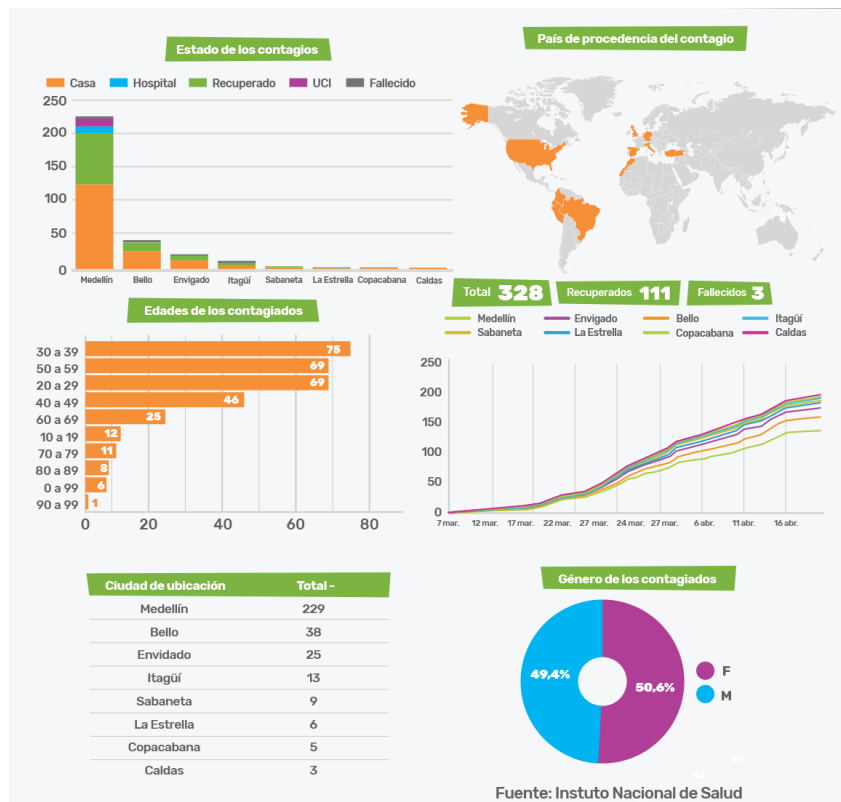 Estado de los contagios
Casa Hospital Recuperado UCI Fallecido
250
200
150
100
50
0
Medellín Bello Envigado Itagüí Sabaneta La Estrella Copacabana Caldas
País de procedencia del contagio
Total 328 Recuperados 111 Fallecidos 3
Edades de los contagiados
30 a 39 75
50 a 59 69
20 a 29 69
40 a 49 46
60 a 69 25
10 a 19 12
70 a 79 11
80 a 89 8
0 a 99 6
90 a 99 1
0 20 40 60 80
Medellín Envigado Bello Itagüí
Sabaneta La Estrella Copacabana Caldas
250
200
150
100
50
0
7 mar. 12 mar. 17 mar. 22 mar. 27 mar. 24 mar. 27 mar. 6 abr. 11 abr. 16 abr.
Ciudad de ubicación Total -
Medellín 229
Bello 38
Envidado 25
Itagüí 13
Sabaneta 9
La Estrella 6
Copacabana 5
Caldas 3
Género de los contagiados
49,4% 50,6%
F
M
Fuente: Instuto Nacional de Salud